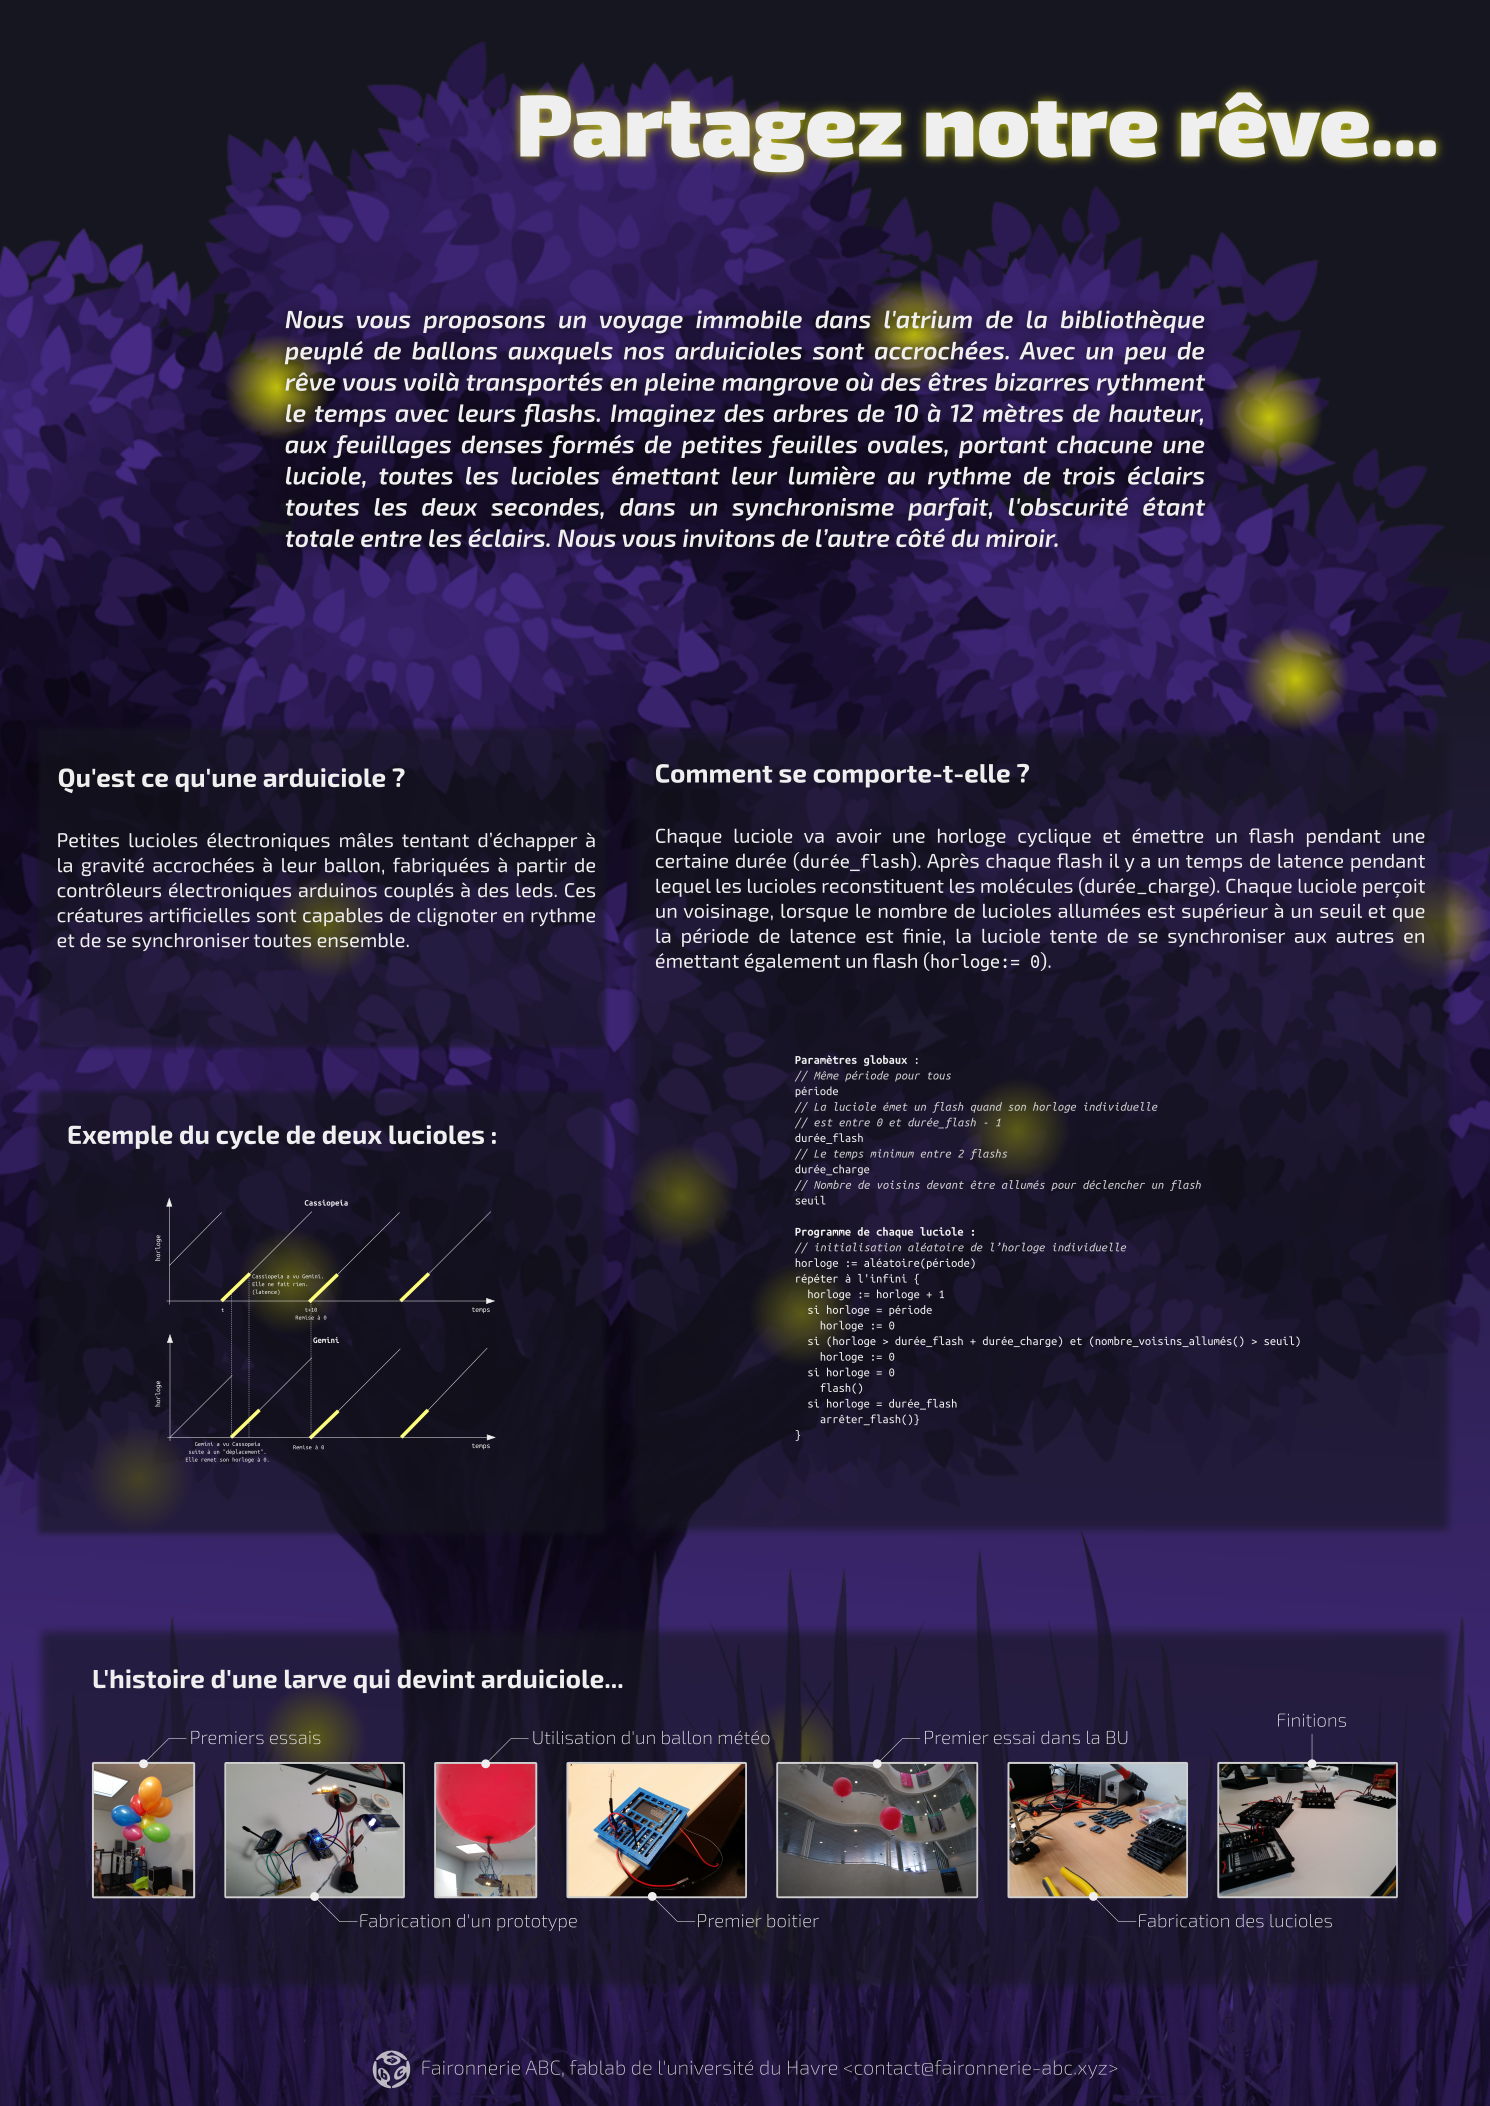 Partagez notre rêve...
Nous vous proposons un voyage immobile dans l'atrium de la bibliothèque
peuplé de ballons auxquels nos arduicioles sont accrochées. Avec un peu de
rêve vous voilà transportés en pleine mangrove où des êtres bizarres rythment
le temps avec leurs flashs. Imaginez des arbres de 10 à 12 mètres de hauteur,
aux feuillages denses formés de petites feuilles ovales, portant chacune une
luciole, toutes les lucioles émettant leur lumière au rythme de trois éclairs
toutes les deux secondes, dans un synchronisme parfait, l'obscurité étant
totale entre les éclairs. Nous vous invitons de l’autre côté du miroir.
Qu'est ce qu'une arduiciole ?
Petites lucioles électroniques mâles tentant d’échapper à
la gravité accrochées à leur ballon, fabriquées à partir de
contrôleurs électroniques arduinos couplés à des leds. Ces
créatures artificielles sont capables de clignoter en rythme
et de se synchroniser toutes ensemble.
Comment se comporte-t-elle ?
Chaque luciole va avoir une horloge cyclique et émettre un flash pendant une
certaine durée (durée_flash). Après chaque flash il y a un temps de latence pendant
lequel les lucioles reconstituent les molécules (durée_charge). Chaque luciole perçoit
un voisinage, lorsque le nombre de lucioles allumées est supérieur à un seuil et que
la période de latence est finie, la luciole tente de se synchroniser aux autres en
émettant également un flash (horloge:= 0).
Paramètres globaux :
// Même période pour tous
période
// La luciole émet un flash quand son horloge individuelle
// est entre 0 et durée_flash - 1
durée_flash
// Le temps minimum entre 2 flashs
durée_charge
// Nombre de voisins devant être allumés pour déclencher un flash
seuil
Programme de chaque luciole :
// initialisation aléatoire de l’horloge individuelle
horloge := aléatoire(période)
répéter à l'infini {
horloge := horloge + 1
si horloge = période
horloge := 0
si (horloge > durée_flash + durée_charge) et (nombre_voisins_allumés() > seuil)
horloge := 0
si horloge = 0
flash()
si horloge = durée_flash
arrêter_flash()}
}
Exemple du cycle de deux lucioles :
Cassiopeia
horloge
Cassiopeia a vu Gemini.
Elle ne fait rien.
(latence)
t
t+10
temps
Remise à 0
Gemini
horloge
temps
Gemini a vu Cassopeia
suite à un "déplacement".
Elle remet son horloge à 0.
Remise à 0
L'histoire d'une larve qui devint arduiciole...
Premiers essais
Utilisation d'un ballon météo
Premier essai dans la BU
Finitions
Fabrication d'un prototype
Premier boitier
Fabrication des lucioles
Faironnerie ABC, fablab de l'université du Havre <contact@faironnerie-abc.xyz>